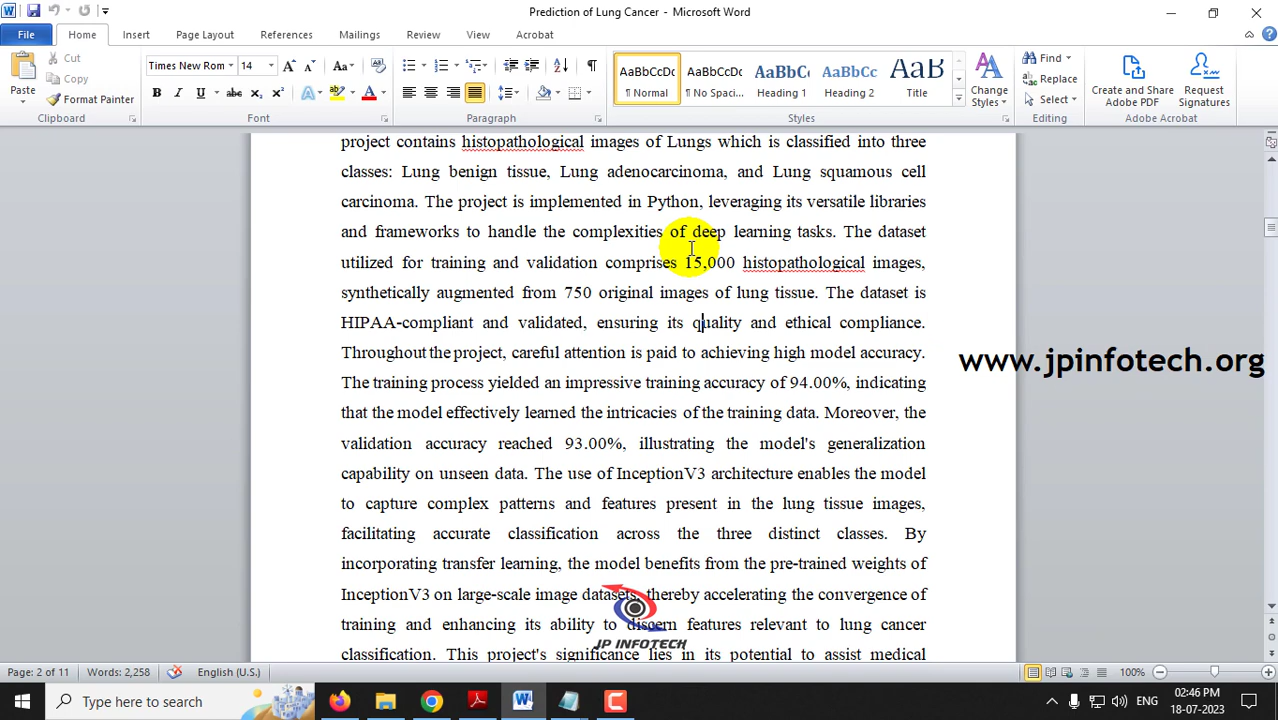 Prediction of Lung Cancer - Microsoft Word
File Home Insert Page Layout References Mailings Review View Acrobat
Cut
Copy
Format Painter
Paste
Clipboard
Times New Rom 14
Font
Paragraph
AaBbCcDc AaBbCcDc AaBbC AaBbCc AaB
¶ Normal ¶ No Spaci... Heading 1 Heading 2 Title
Change Styles
Styles
Find
Replace
Select
Editing
Create and Share Adobe PDF
Request Signatures
Adobe Acrobat
project contains histopathological images of Lungs which is classified into three
classes: Lung benign tissue, Lung adenocarcinoma, and Lung squamous cell
carcinoma. The project is implemented in Python, leveraging its versatile libraries
and frameworks to handle the complexities of deep learning tasks. The dataset
utilized for training and validation comprises 15,000 histopathological images,
synthetically augmented from 750 original images of lung tissue. The dataset is
HIPAA-compliant and validated, ensuring its quality and ethical compliance.
Throughout the project, careful attention is paid to achieving high model accuracy.
The training process yielded an impressive training accuracy of 94.00%, indicating
that the model effectively learned the intricacies of the training data. Moreover, the
validation accuracy reached 93.00%, illustrating the model's generalization
capability on unseen data. The use of InceptionV3 architecture enables the model
to capture complex patterns and features present in the lung tissue images,
facilitating accurate classification across the three distinct classes. By
incorporating transfer learning, the model benefits from the pre-trained weights of
InceptionV3 on large-scale image datasets, thereby accelerating the convergence of
training and enhancing its ability to discern features relevant to lung cancer
classification. This project's significance lies in its potential to assist medical
www.jpinfotech.org
JP INFOTECH
Page: 2 of 11 Words: 2,258 English (U.S.) 100%
Type here to search
ENG
02:46 PM
18-07-2023